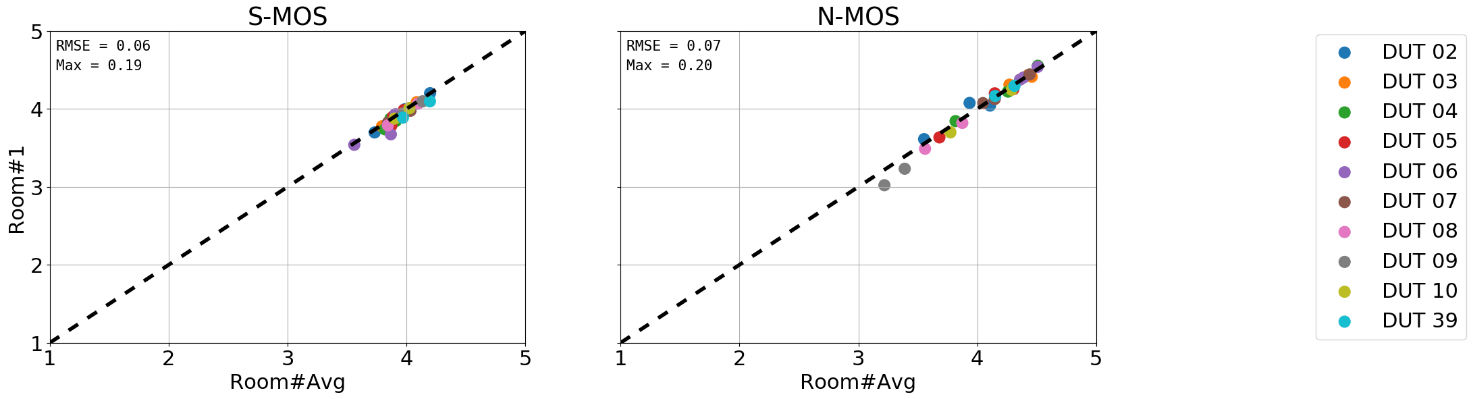 S-MOS
RMSE = 0.06
Max = 0.19
Room#1
5
4
3
2
1
1 2 3 4 5
Room#Avg
N-MOS
RMSE = 0.07
Max = 0.20
1 2 3 4 5
Room#Avg
DUT 02
DUT 03
DUT 04
DUT 05
DUT 06
DUT 07
DUT 08
DUT 09
DUT 10
DUT 39